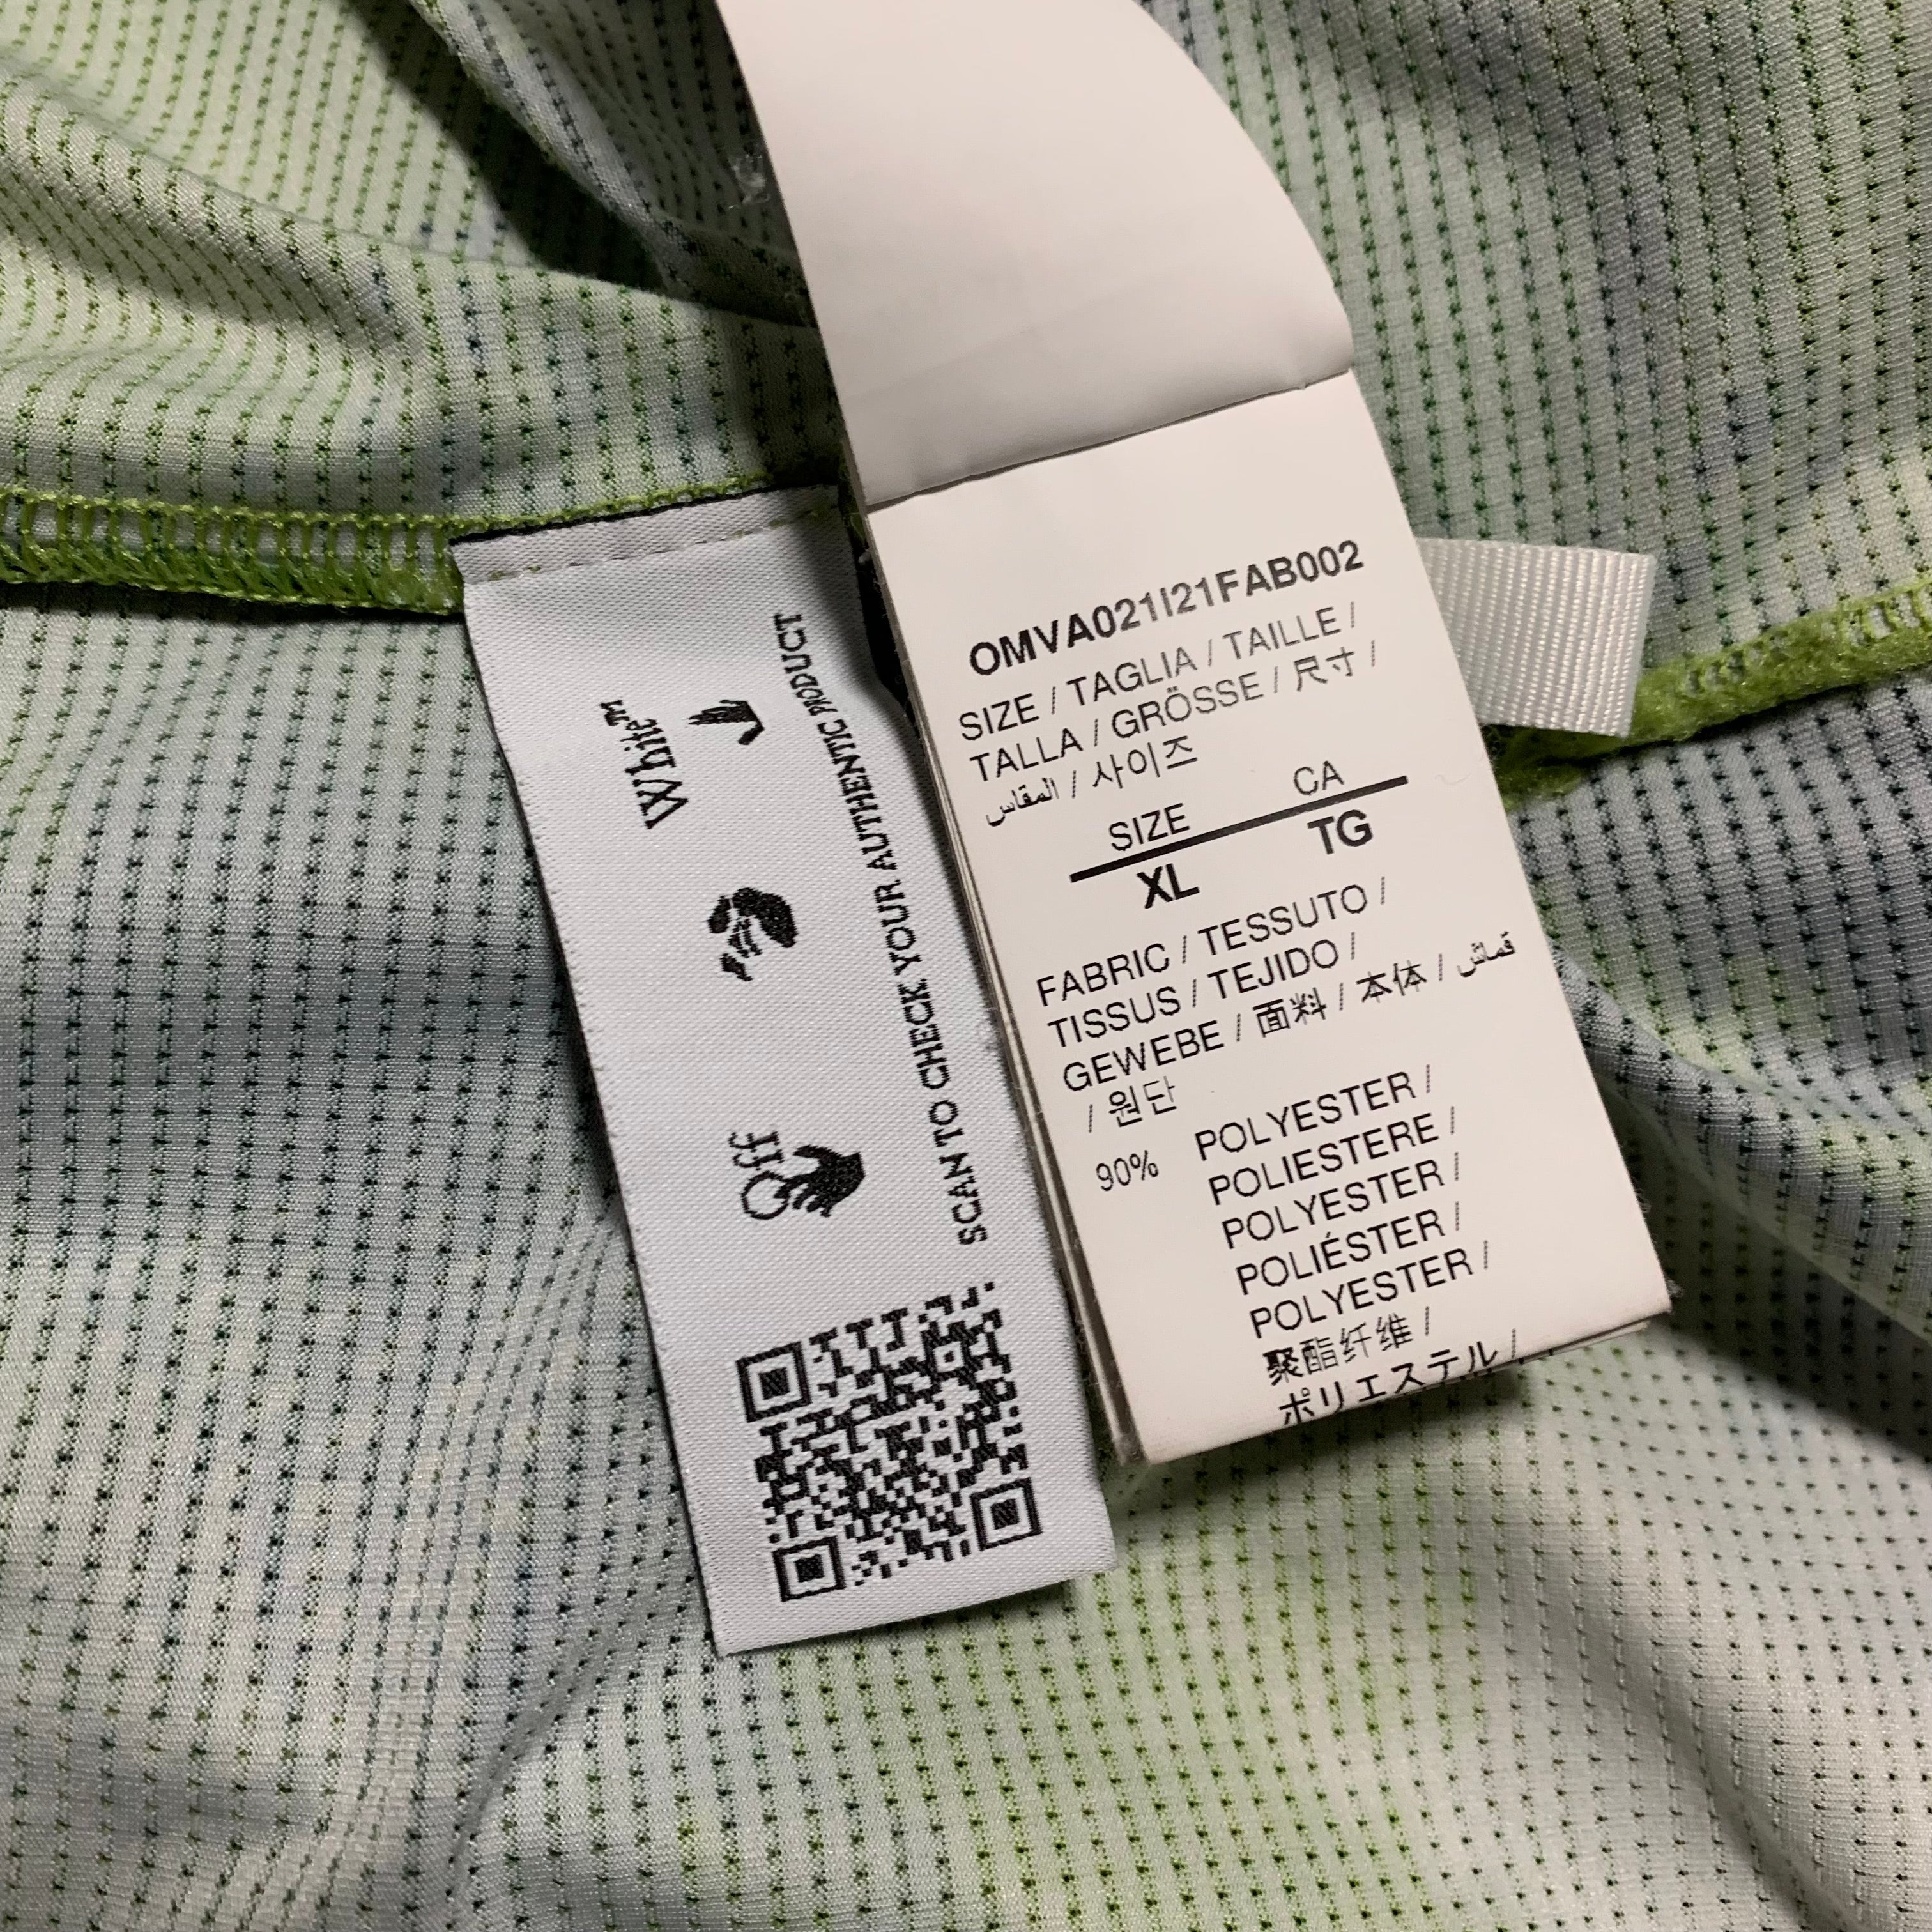 Off
White™
SCAN TO CHECK YOUR AUTHENTIC PRODUCT
OMVA021I21FAB002
SIZE / TAGLIA / TAILLE /
TALLA / GRÖSSE / 尺寸 /
المقاس / 사이즈
SIZE CA
XL TG
FABRIC / TESSUTO /
TISSUS / TEJIDO /
GEWEBE / 面料 / 本体 / قماش
/ 원단
90% POLYESTER /
POLIESTERE /
POLYESTER /
POLIÉSTER /
POLYESTER /
聚酯纤维 /
ポリエステル /